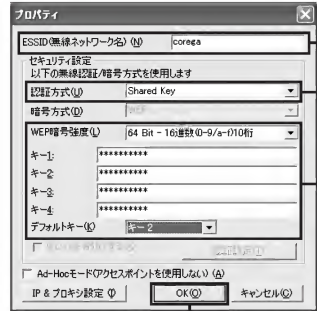 プロパティ
ESSID(無線ネットワーク名) (N) corega
セキュリティ設定
以下の無線認証/暗号方式を使用します
認証方式(U) Shared Key
暗号方式(D)
WEP暗号強度(L) 64 Bit - 16進数(0-9/a-f)10桁
キー1: **********
キー2: **********
キー3: **********
キー4: **********
デフォルトキー(K) キー 2
Ad-Hocモード(アクセスポイントを使用しない) (A)
IP & プロキシ設定 (I) OK(O) キャンセル(C)